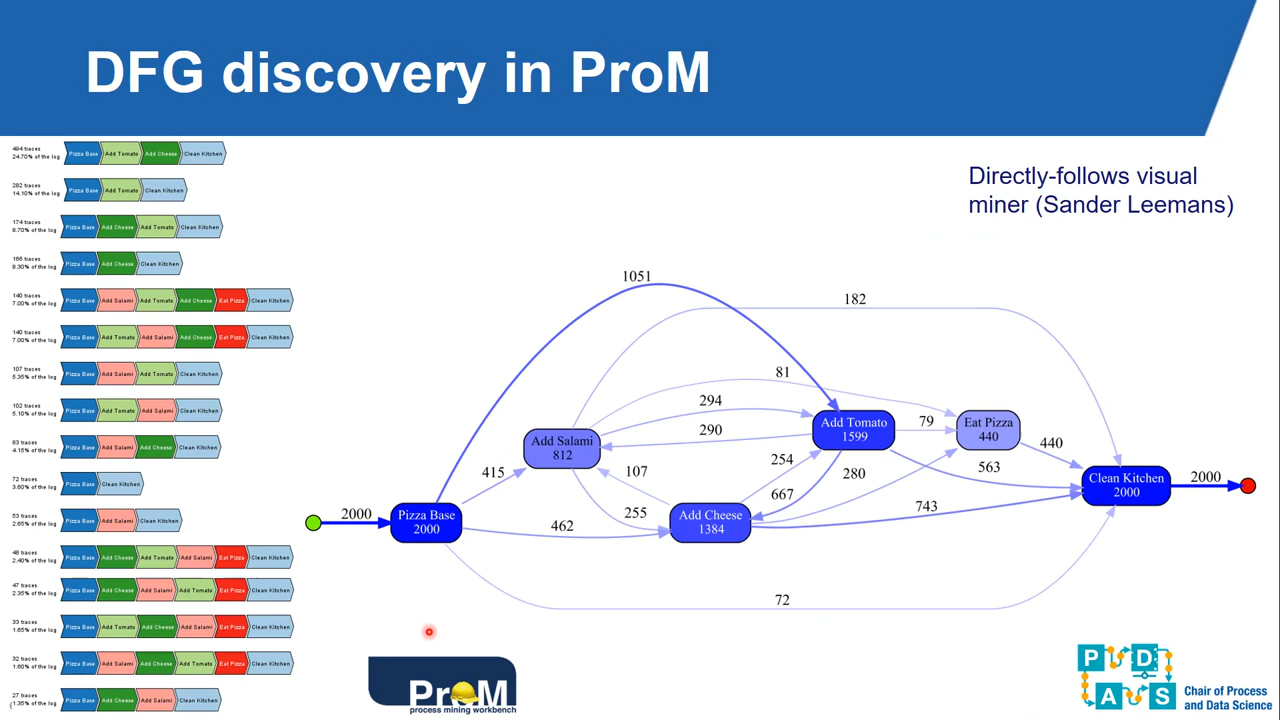 DFG discovery in ProM
494 traces
24.70% of the log
Pizza Base Add Tomato Add Cheese Clean Kitchen
282 traces
14.10% of the log
Pizza Base Add Tomato Clean Kitchen
174 traces
8.70% of the log
Pizza Base Add Cheese Add Tomato Clean Kitchen
166 traces
8.30% of the log
Pizza Base Add Cheese Clean Kitchen
140 traces
7.00% of the log
Pizza Base Add Salami Add Tomato Add Cheese Eat Pizza Clean Kitchen
140 traces
7.00% of the log
Pizza Base Add Tomato Add Salami Add Cheese Eat Pizza Clean Kitchen
107 traces
5.35% of the log
Pizza Base Add Salami Add Tomato Clean Kitchen
102 traces
5.10% of the log
Pizza Base Add Tomato Add Salami Clean Kitchen
83 traces
4.15% of the log
Pizza Base Add Salami Add Cheese Clean Kitchen
72 traces
3.60% of the log
Pizza Base Clean Kitchen
53 traces
2.65% of the log
Pizza Base Add Salami Clean Kitchen
48 traces
2.40% of the log
Pizza Base Add Cheese Add Tomato Add Salami Eat Pizza Clean Kitchen
47 traces
2.35% of the log
Pizza Base Add Cheese Add Salami Add Tomato Eat Pizza Clean Kitchen
33 traces
1.65% of the log
Pizza Base Add Tomato Add Cheese Add Salami Eat Pizza Clean Kitchen
32 traces
1.60% of the log
Pizza Base Add Salami Add Cheese Add Tomato Eat Pizza Clean Kitchen
27 traces
1.35% of the log
Pizza Base Add Cheese Add Salami Clean Kitchen
Directly-follows visual
miner (Sander Leemans)
1051
182
81
294
290
79
440
415
107
254
280
563
2000
255
667
743
2000
462
72
Pizza Base
2000
Add Salami
812
Add Cheese
1384
Add Tomato
1599
Eat Pizza
440
Clean Kitchen
2000
ProM
process mining workbench
P D
A S
Chair of Process
and Data Science